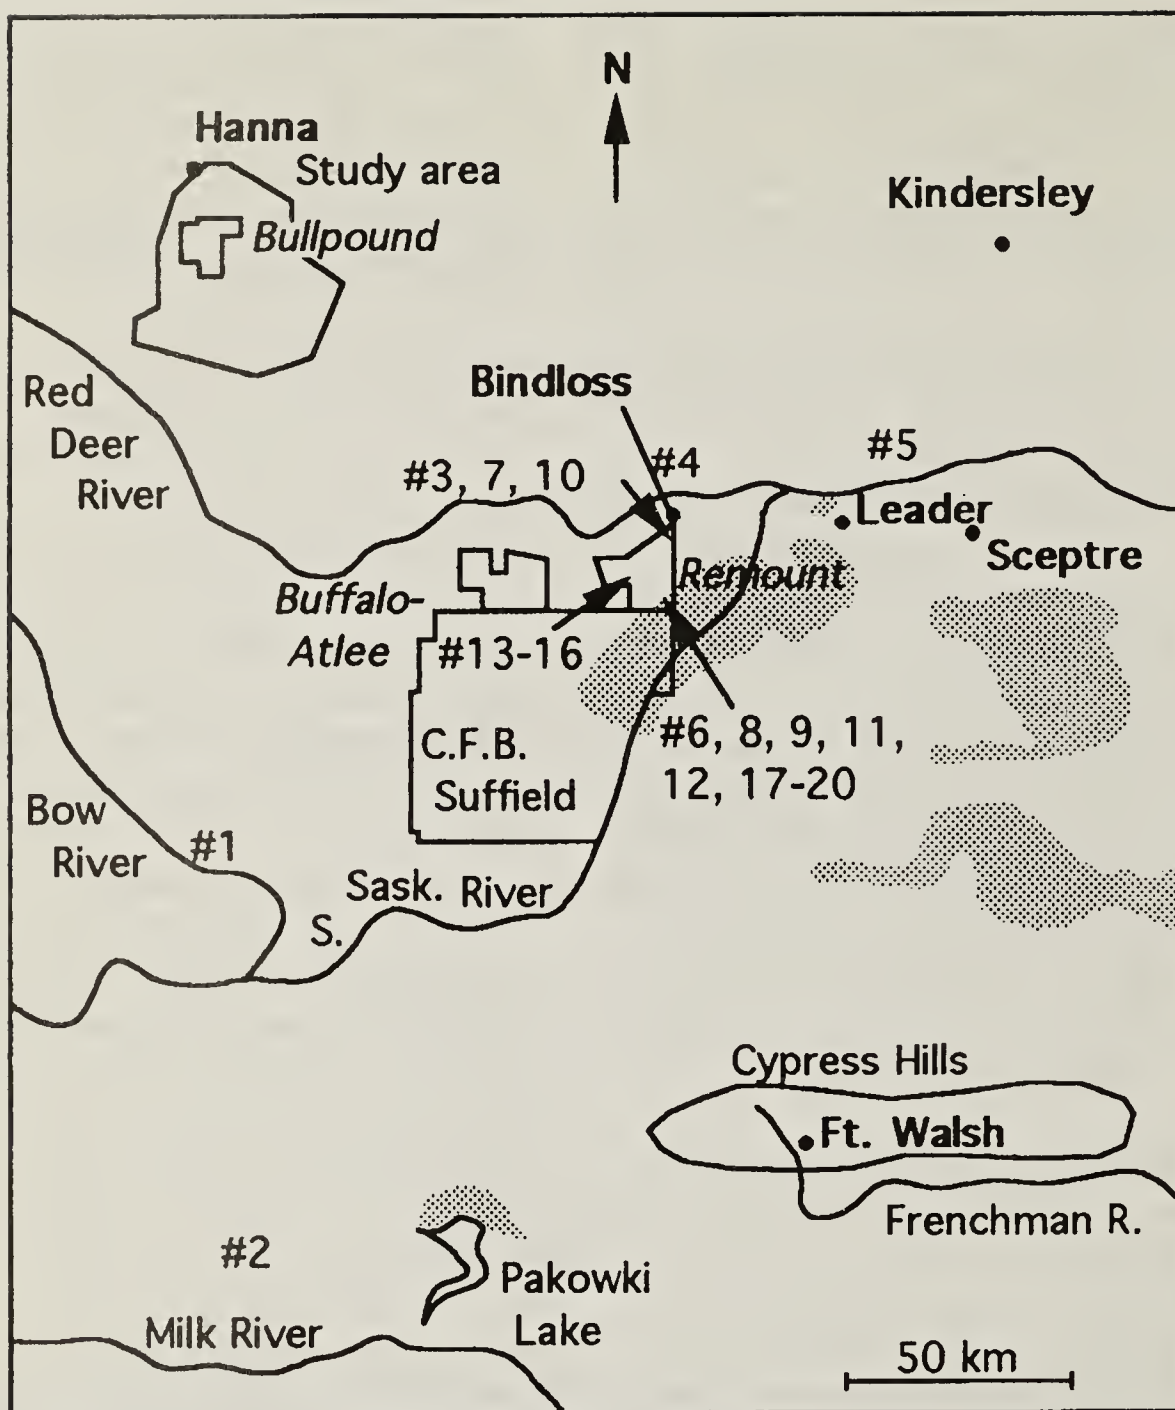 N
Hanna
Study area
Kindersley
Bullpound
Bindloss
Red
Deer
River
#3, 7, 10
#4
#5
Leader
Sceptre
Remount
Buffalo-
Atlee
#13-16
#6, 8, 9, 11,
12, 17-20
C.F.B.
Suffield
Bow
River
#1
S.
Sask. River
Cypress Hills
Ft. Walsh
Frenchman R.
#2
Pakowki
Lake
Milk River
50 km